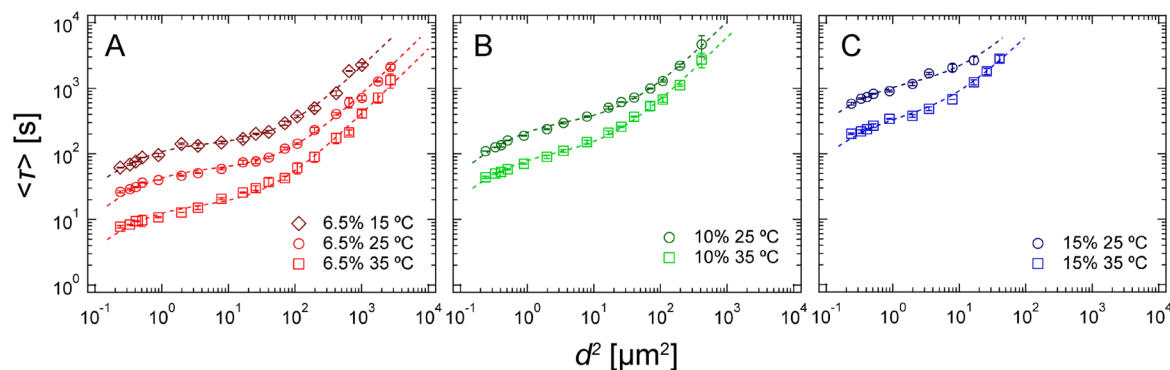 A
B
C
<τ> [s]
10⁴
10³
10²
10¹
10⁰
6.5% 15 ºC
6.5% 25 ºC
6.5% 35 ºC
10% 25 ºC
10% 35 ºC
15% 25 ºC
15% 35 ºC
10⁻¹ 10⁰ 10¹ 10² 10³ 10⁴
10⁻¹ 10⁰ 10¹ 10² 10³ 10⁴
10⁻¹ 10⁰ 10¹ 10² 10³ 10⁴
d² [µm²]